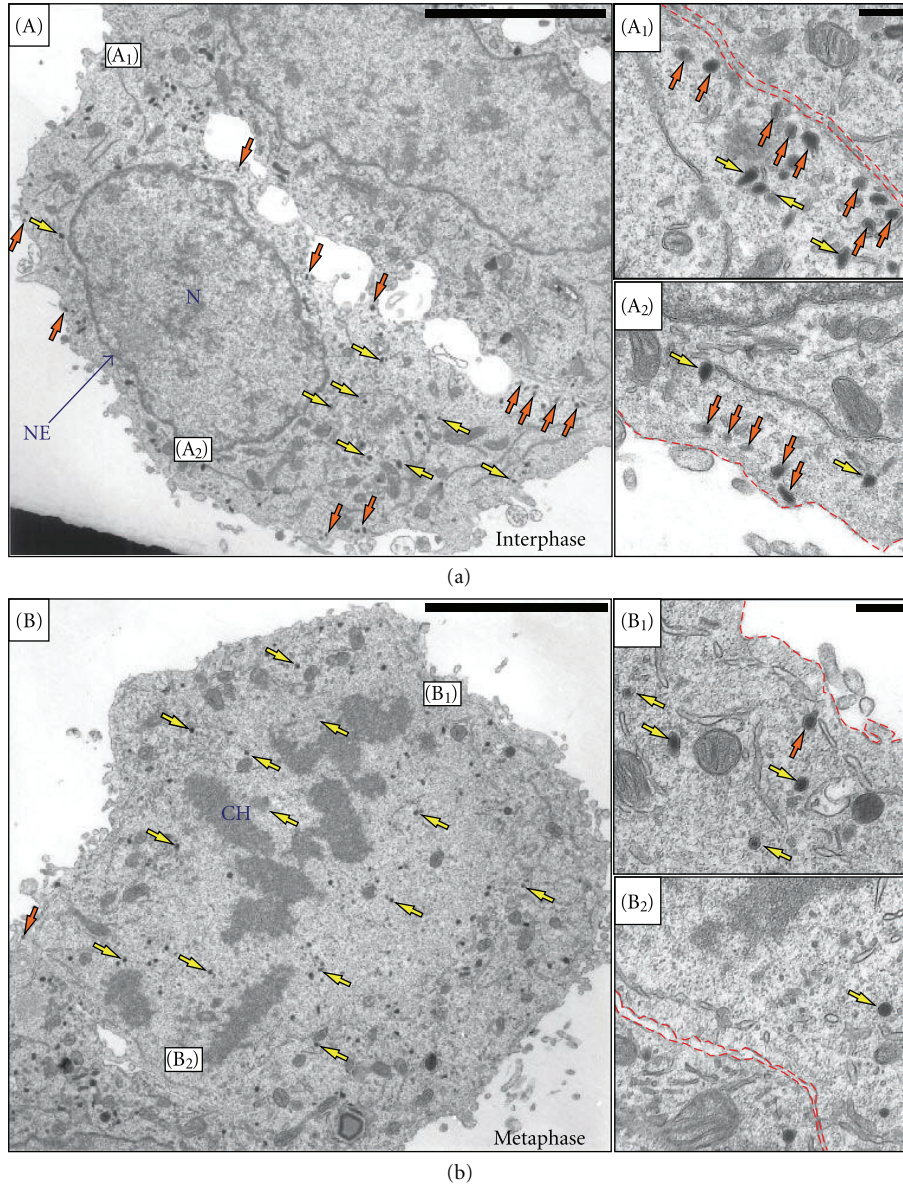 (A)
(A1)
(A1)
N
NE
(A2)
(A2)
Interphase
(a)
(B)
(B1)
(B1)
CH
(B2)
(B2)
Metaphase
(b)